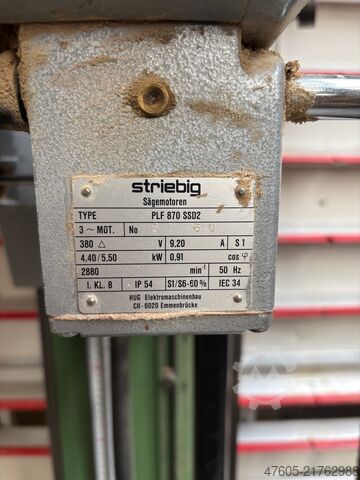 striebig
Sägemotoren
TYPE PLF 870 SSD2
3 ~ MOT. No
380 △ V 9.20 A S1
4,40/5,50 kW 0,91 cos φ
2880 min⁻¹ 50 Hz
I. KL. B IP 54 S1/S6-60% IEC 34
HUG Elektromaschinenbau
CH-6020 Emmenbrücke
47605-21762988